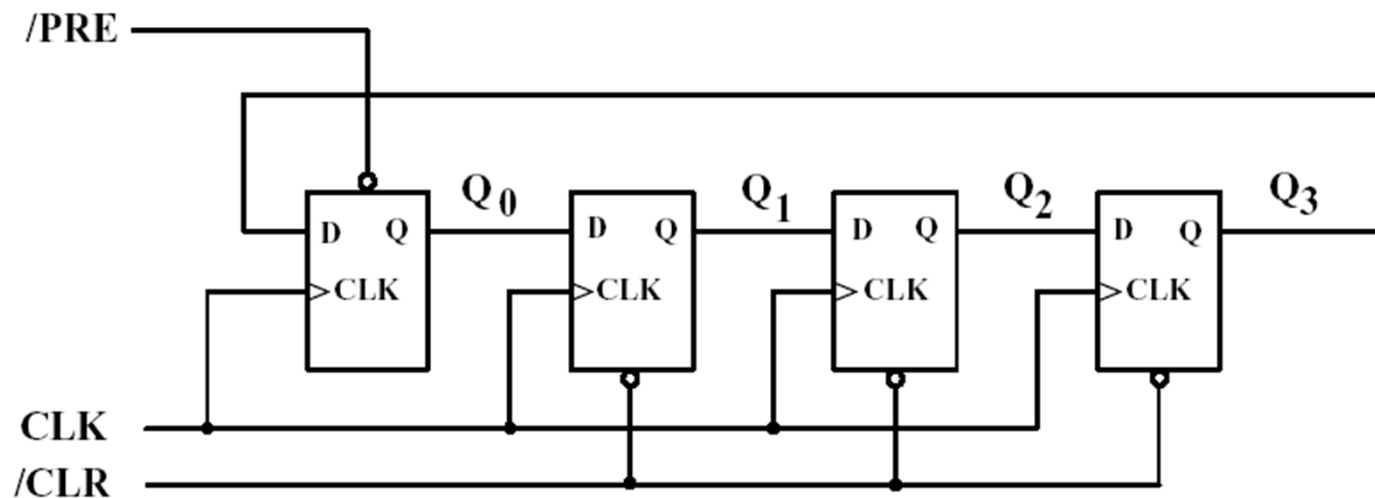 /PRE
Q0 Q1 Q2 Q3
D Q D Q D Q D Q
CLK CLK CLK CLK
CLK
/CLR